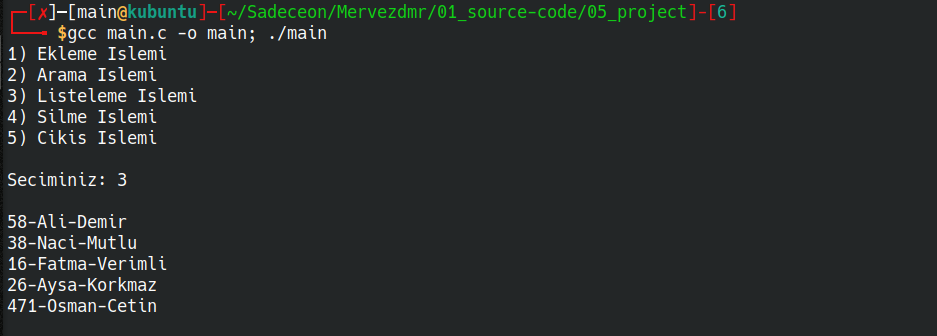 ┌─[✗]─[main@kubuntu]─[~/Sadeceon/Mervezdmr/01_source-code/05_project]-[6]
└──╼ $gcc main.c -o main; ./main
1) Ekleme Islemi
2) Arama Islemi
3) Listeleme Islemi
4) Silme Islemi
5) Cikis Islemi
Seciminiz: 3
58-Ali-Demir
38-Naci-Mutlu
16-Fatma-Verimli
26-Aysa-Korkmaz
471-Osman-Cetin